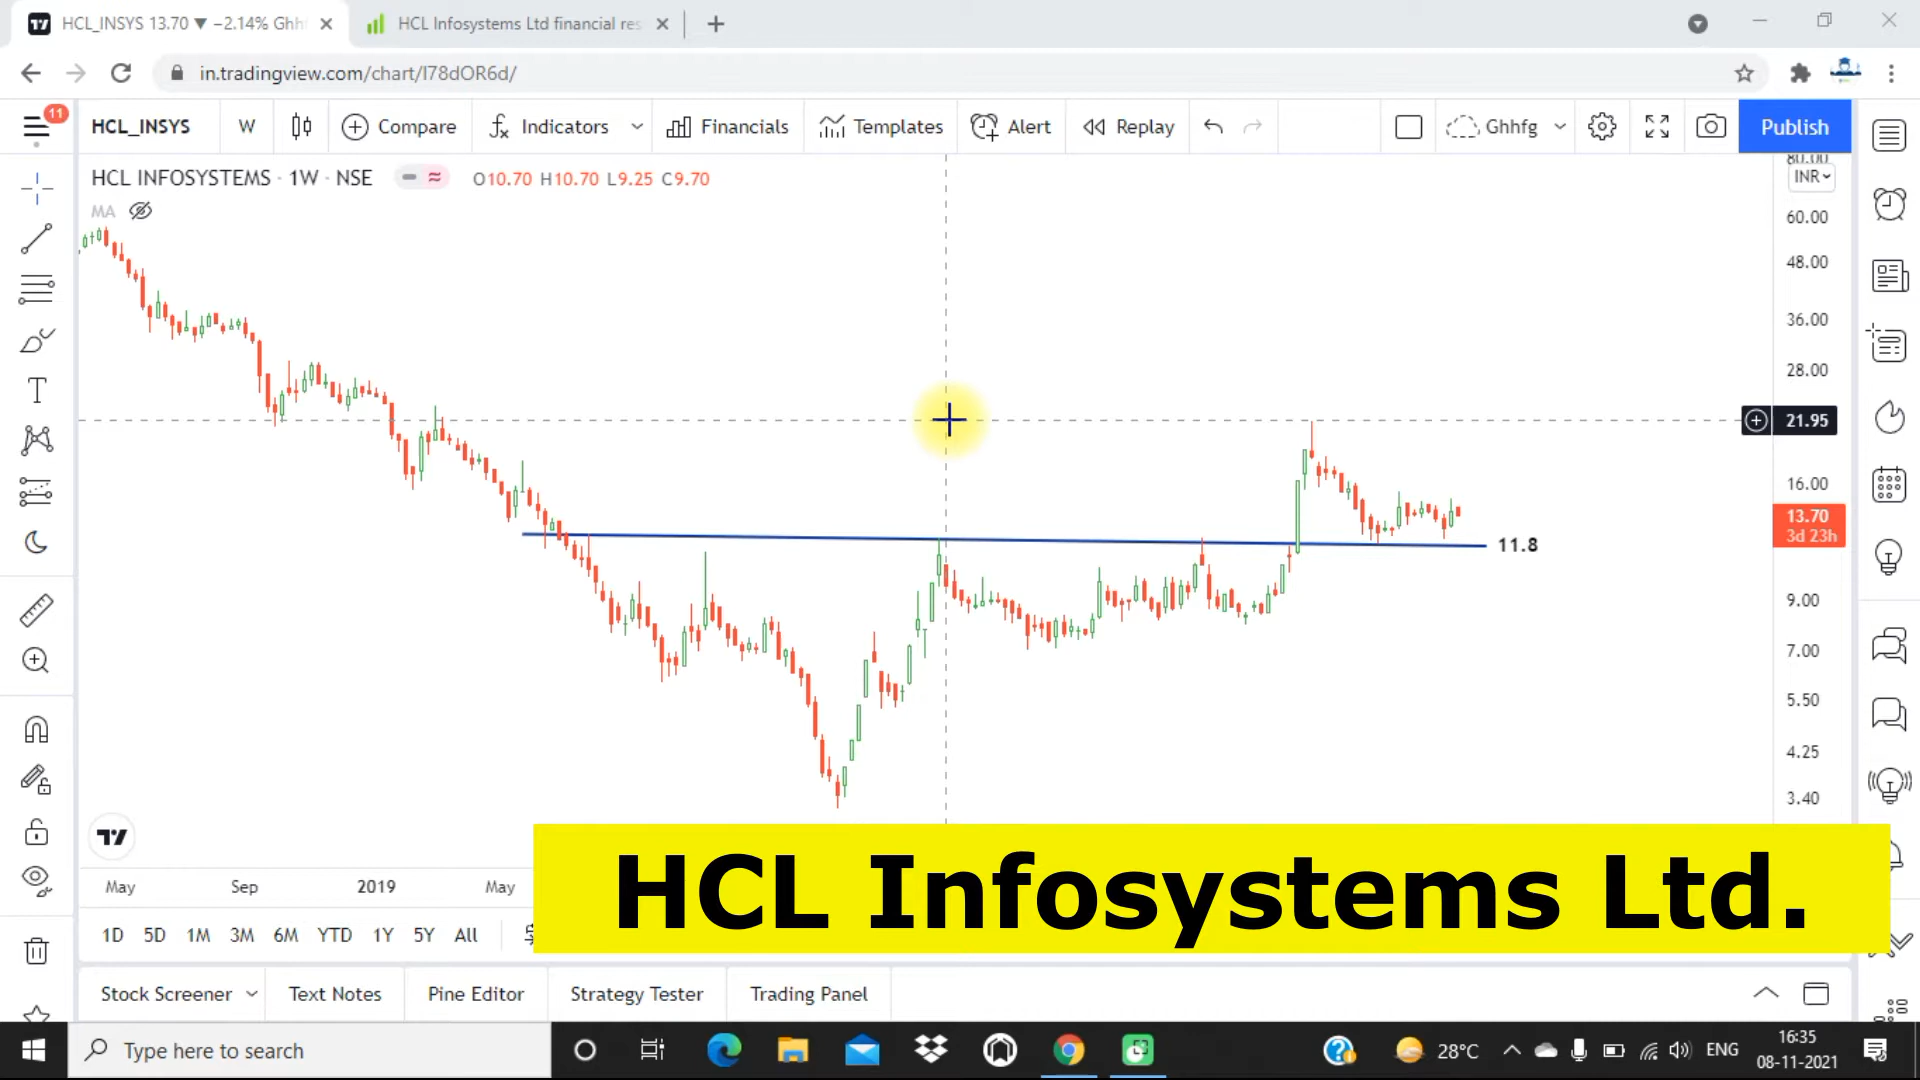 HCL_INSYS 13.70 ▼ −2.14% Ghh
HCL Infosystems Ltd financial res
in.tradingview.com/chart/I78dOR6d/
11
HCL_INSYS W Compare Indicators Financials Templates Alert Replay Ghhfg Publish
HCL INFOSYSTEMS · 1W · NSE O10.70 H10.70 L9.25 C9.70
MA
80.00
INR
60.00
48.00
36.00
28.00
21.95
16.00
13.70
3d 23h
11.8
9.00
7.00
5.50
4.25
3.40
May Sep 2019 May
HCL Infosystems Ltd.
1D 5D 1M 3M 6M YTD 1Y 5Y All
Stock Screener Text Notes Pine Editor Strategy Tester Trading Panel
Type here to search
28°C ENG
16:35
08-11-2021